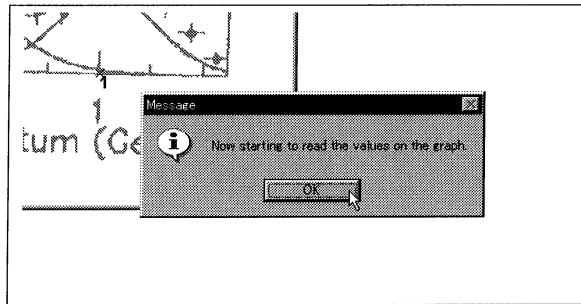 1
1
tum (Ge
Message
Now starting to read the values on the graph.
OK